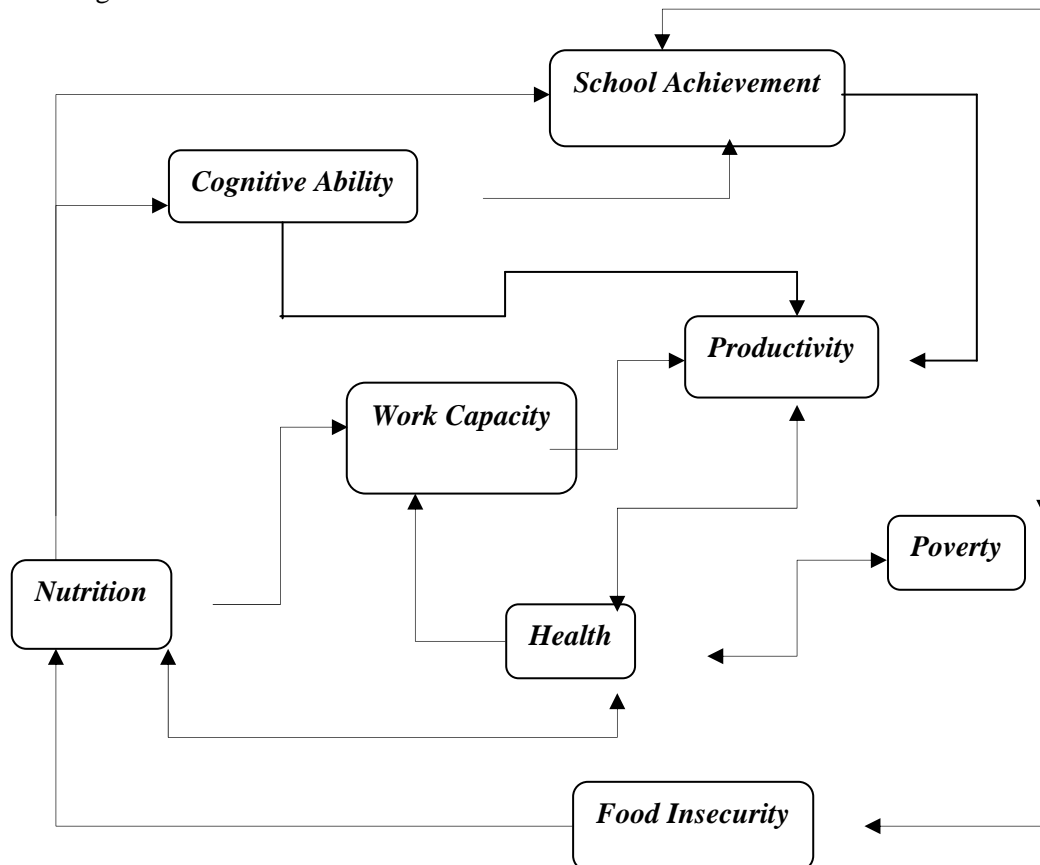 School Achievement
Cognitive Ability
Productivity
Work Capacity
Poverty
Nutrition
Health
Food Insecurity